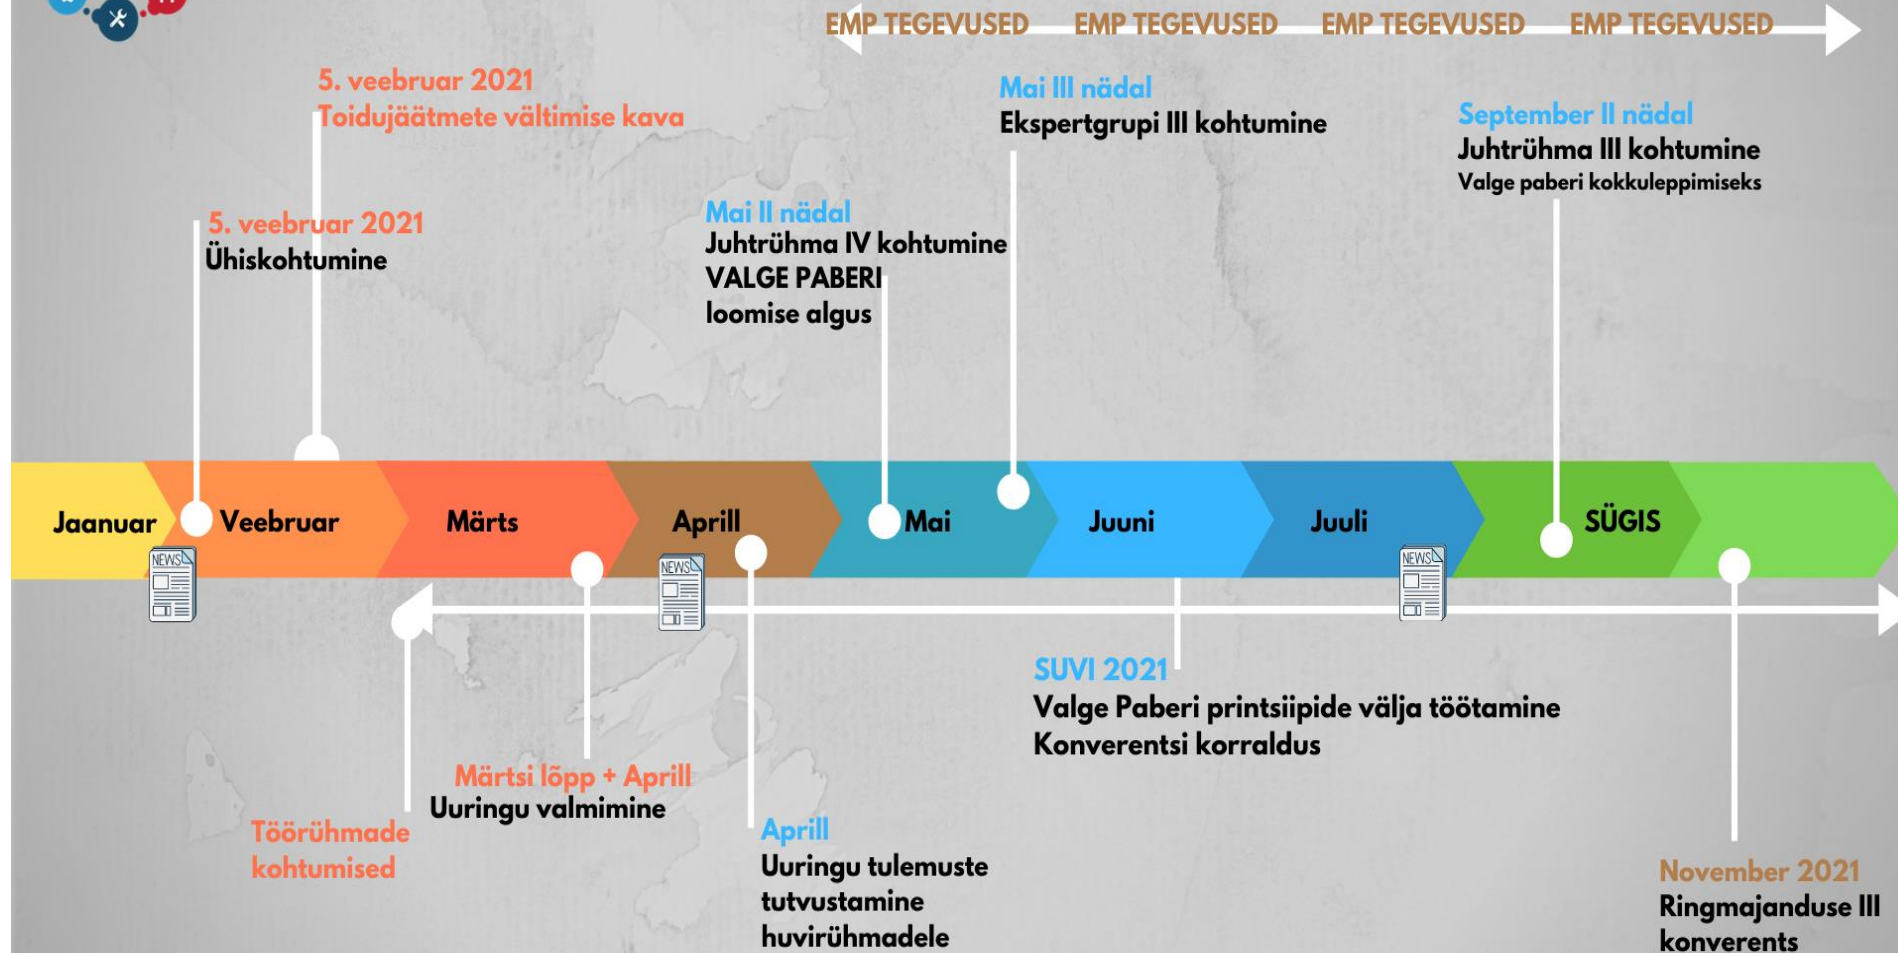 EMP TEGEVUSED EMP TEGEVUSED EMP TEGEVUSED EMP TEGEVUSED
5. veebruar 2021
Toidujäätmete vältimise kava
5. veebruar 2021
Ühiskohtumine
Mai II nädal
Juhtrühma IV kohtumine
VALGE PABERI
loomise algus
Mai III nädal
Ekspertgrupi III kohtumine
September II nädal
Juhtrühma III kohtumine
Valge paberi kokkuleppimiseks
Jaanuar Veebruar Märts Aprill Mai Juuni Juuli SÜGIS
NEWS NEWS NEWS
Töörühmade
kohtumised
Märtsi lõpp + Aprill
Uuringu valmimine
Aprill
Uuringu tulemuste
tutvustamine
huvirühmadele
SUVI 2021
Valge Paberi printsiipide välja töötamine
Konverentsi korraldus
November 2021
Ringmajanduse III
konverents